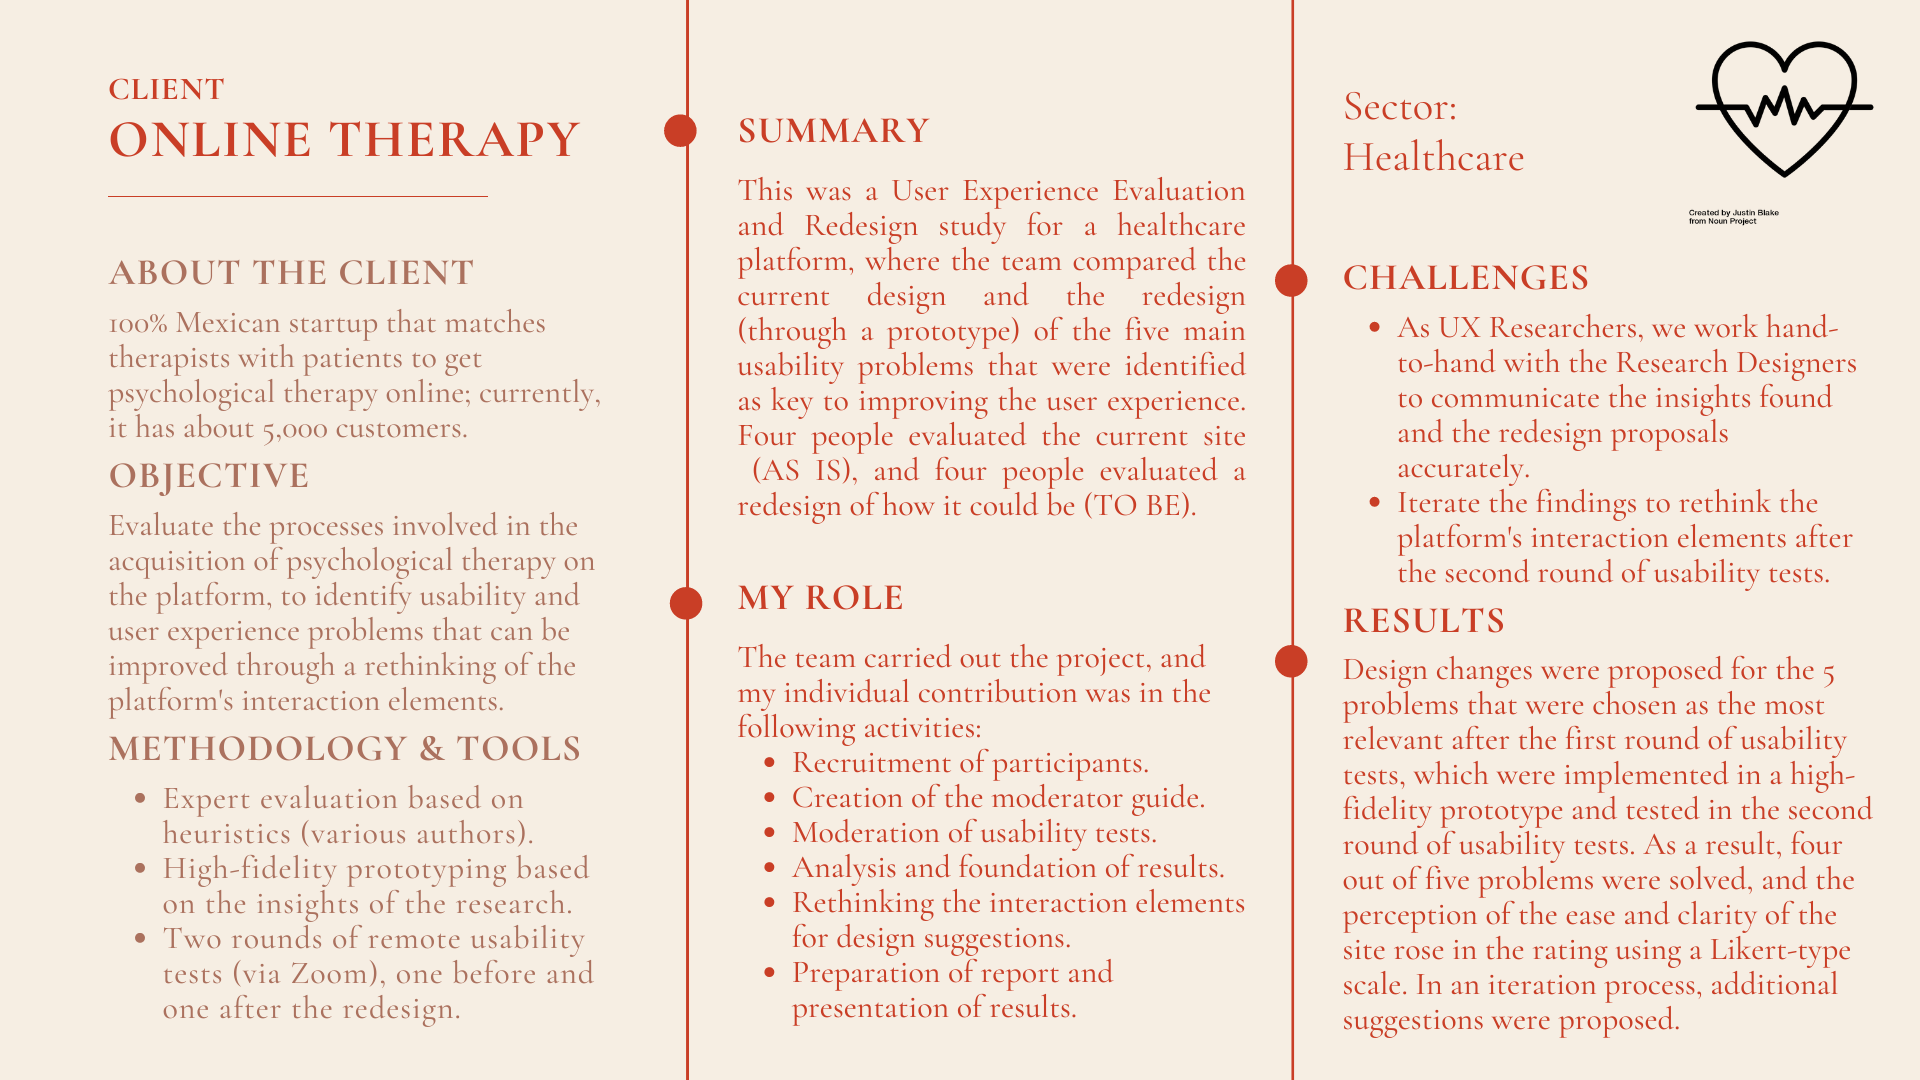 CLIENT
ONLINE THERAPY
ABOUT THE CLIENT
100% Mexican startup that matches
therapists with patients to get
psychological therapy online; currently,
it has about 5,000 customers.
OBJECTIVE
Evaluate the processes involved in the
acquisition of psychological therapy on
the platform, to identify usability and
user experience problems that can be
improved through a rethinking of the
platform's interaction elements.
METHODOLOGY & TOOLS
• Expert evaluation based on
heuristics (various authors).
• High-fidelity prototyping based
on the insights of the research.
• Two rounds of remote usability
tests (via Zoom), one before and
one after the redesign.
SUMMARY
This was a User Experience Evaluation
and Redesign study for a healthcare
platform, where the team compared the
current design and the redesign
(through a prototype) of the five main
usability problems that were identified
as key to improving the user experience.
Four people evaluated the current site
(AS IS), and four people evaluated a
redesign of how it could be (TO BE).
MY ROLE
The team carried out the project, and
my individual contribution was in the
following activities:
• Recruitment of participants.
• Creation of the moderator guide.
• Moderation of usability tests.
• Analysis and foundation of results.
• Rethinking the interaction elements
for design suggestions.
• Preparation of report and
presentation of results.
Sector:
Healthcare
Created by Justin Blake
from Noun Project
CHALLENGES
• As UX Researchers, we work hand-
to-hand with the Research Designers
to communicate the insights found
and the redesign proposals
accurately.
• Iterate the findings to rethink the
platform's interaction elements after
the second round of usability tests.
RESULTS
Design changes were proposed for the 5
problems that were chosen as the most
relevant after the first round of usability
tests, which were implemented in a high-
fidelity prototype and tested in the second
round of usability tests. As a result, four
out of five problems were solved, and the
perception of the ease and clarity of the
site rose in the rating using a Likert-type
scale. In an iteration process, additional
suggestions were proposed.